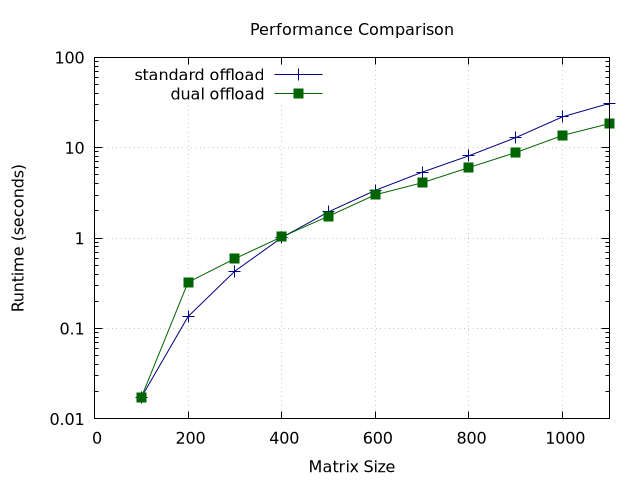 Performance Comparison
100
standard offload
dual offload
10
1
0.1
0.01
Runtime (seconds)
0 200 400 600 800 1000
Matrix Size